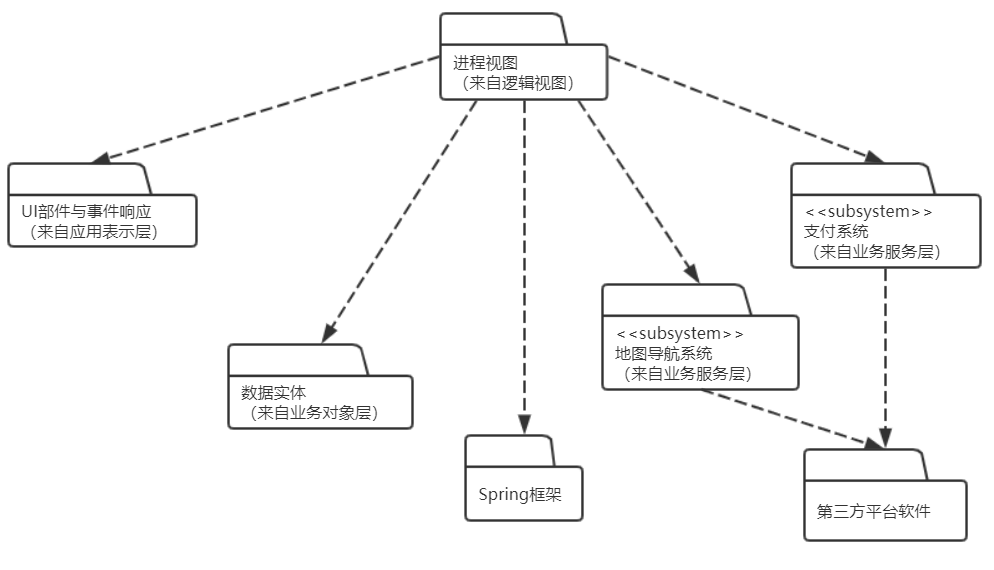 进程视图
（来自逻辑视图）
UI部件与事件响应
（来自应用表示层）
<<subsystem>>
支付系统
（来自业务服务层）
<<subsystem>>
地图导航系统
（来自业务服务层）
数据实体
（来自业务对象层）
Spring框架
第三方平台软件